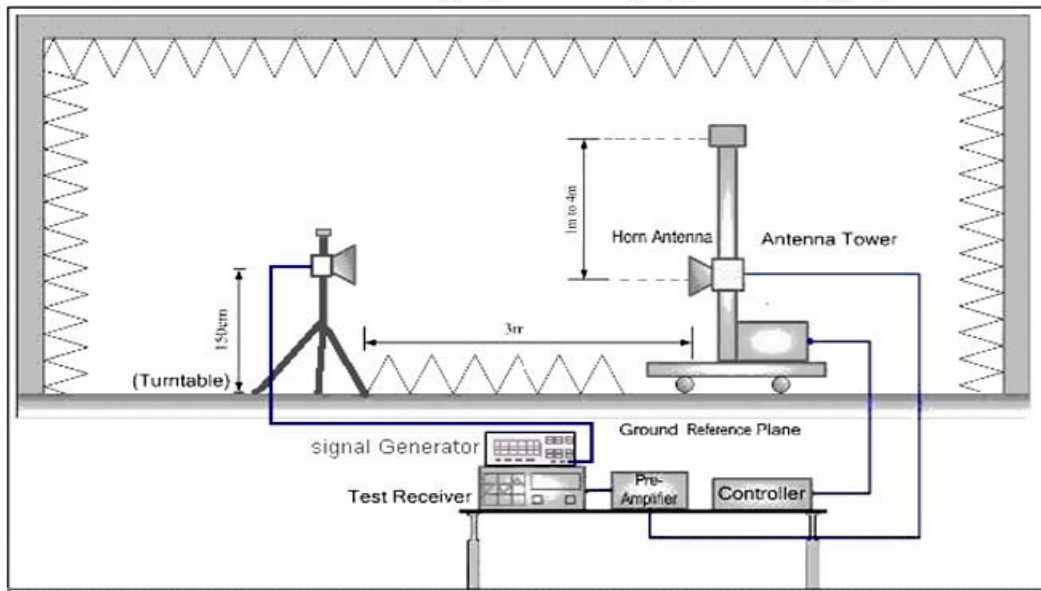 1m to 4m
Horn Antenna
Antenna Tower
150cm
3m
(Turntable)
Ground Reference Plane
signal Generator
Test Receiver
Pre-
Amplifier
Controller